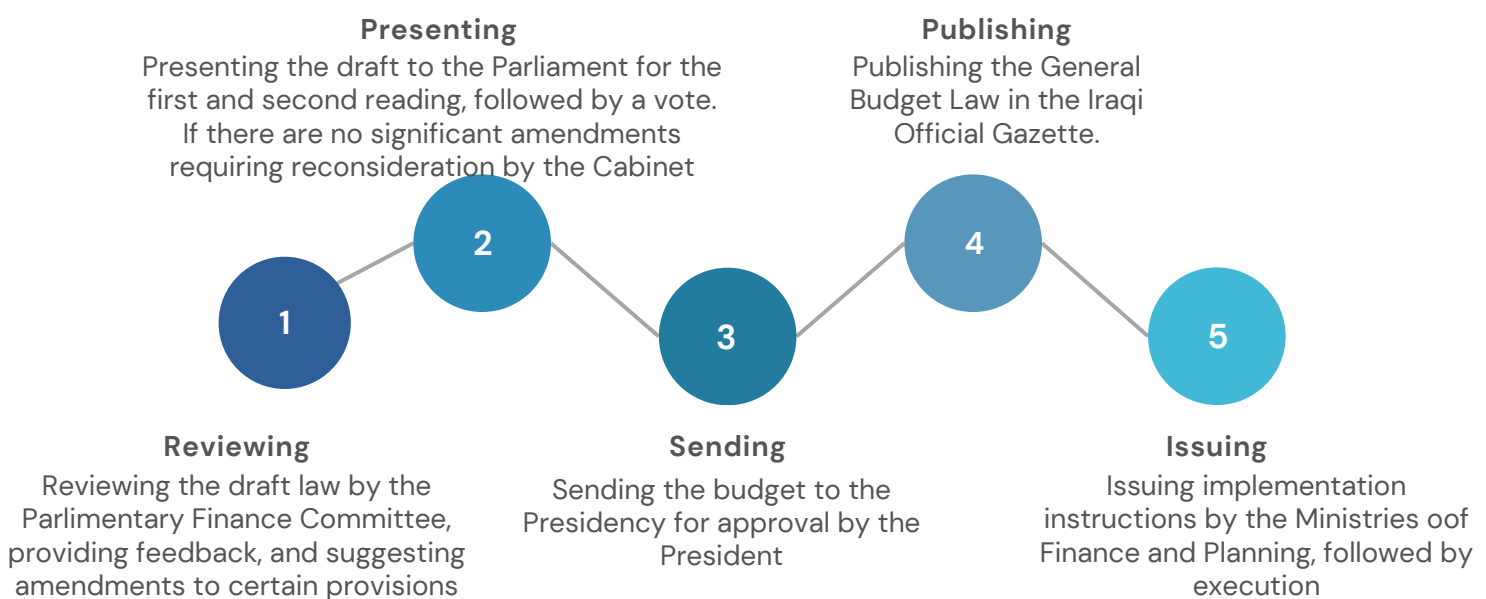 1
Reviewing
Reviewing the draft law by the
Parlimentary Finance Committee,
providing feedback, and suggesting
amendments to certain provisions
Presenting
Presenting the draft to the Parliament for the
first and second reading, followed by a vote.
If there are no significant amendments
requiring reconsideration by the Cabinet
2
3
Sending
Sending the budget to the
Presidency for approval by the
President
Publishing
Publishing the General
Budget Law in the Iraqi
Official Gazette.
4
5
Issuing
Issuing implementation
instructions by the Ministries oof
Finance and Planning, followed by
execution